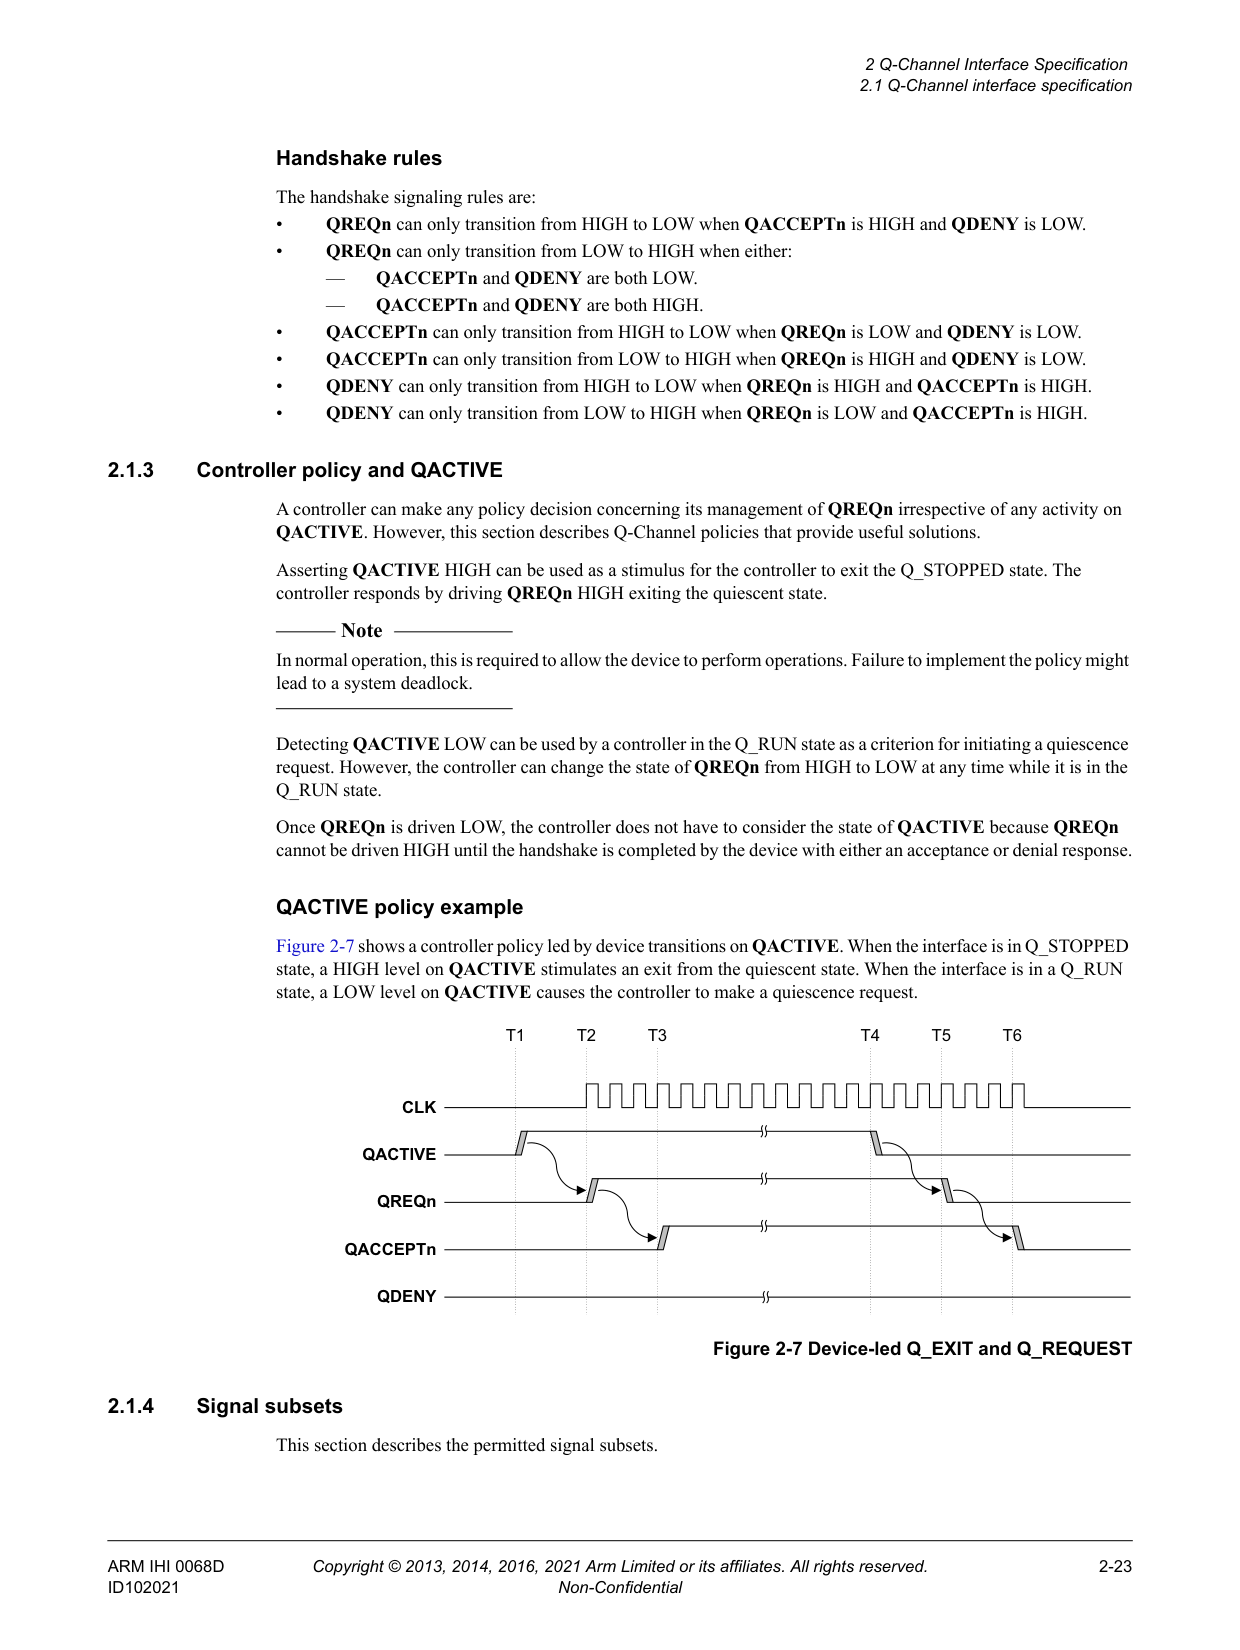 2 Q-Channel Interface Specification
2.1 Q-Channel interface specification
Handshake rules
The handshake signaling rules are:
• QREQn can only transition from HIGH to LOW when QACCEPTn is HIGH and QDENY is LOW.
• QREQn can only transition from LOW to HIGH when either:
— QACCEPTn and QDENY are both LOW.
— QACCEPTn and QDENY are both HIGH.
• QACCEPTn can only transition from HIGH to LOW when QREQn is LOW and QDENY is LOW.
• QACCEPTn can only transition from LOW to HIGH when QREQn is HIGH and QDENY is LOW.
• QDENY can only transition from HIGH to LOW when QREQn is HIGH and QACCEPTn is HIGH.
• QDENY can only transition from LOW to HIGH when QREQn is LOW and QACCEPTn is HIGH.
2.1.3 Controller policy and QACTIVE
A controller can make any policy decision concerning its management of QREQn irrespective of any activity on
QACTIVE. However, this section describes Q-Channel policies that provide useful solutions.
Asserting QACTIVE HIGH can be used as a stimulus for the controller to exit the Q_STOPPED state. The
controller responds by driving QREQn HIGH exiting the quiescent state.
Note
In normal operation, this is required to allow the device to perform operations. Failure to implement the policy might
lead to a system deadlock.
Detecting QACTIVE LOW can be used by a controller in the Q_RUN state as a criterion for initiating a quiescence
request. However, the controller can change the state of QREQn from HIGH to LOW at any time while it is in the
Q_RUN state.
Once QREQn is driven LOW, the controller does not have to consider the state of QACTIVE because QREQn
cannot be driven HIGH until the handshake is completed by the device with either an acceptance or denial response.
QACTIVE policy example
Figure 2-7 shows a controller policy led by device transitions on QACTIVE. When the interface is in Q_STOPPED
state, a HIGH level on QACTIVE stimulates an exit from the quiescent state. When the interface is in a Q_RUN
state, a LOW level on QACTIVE causes the controller to make a quiescence request.
T1 T2 T3 T4 T5 T6
CLK
QACTIVE
QREQn
QACCEPTn
QDENY
Figure 2-7 Device-led Q_EXIT and Q_REQUEST
2.1.4 Signal subsets
This section describes the permitted signal subsets.
ARM IHI 0068D Copyright © 2013, 2014, 2016, 2021 Arm Limited or its affiliates. All rights reserved. 2-23
ID102021 Non-Confidential